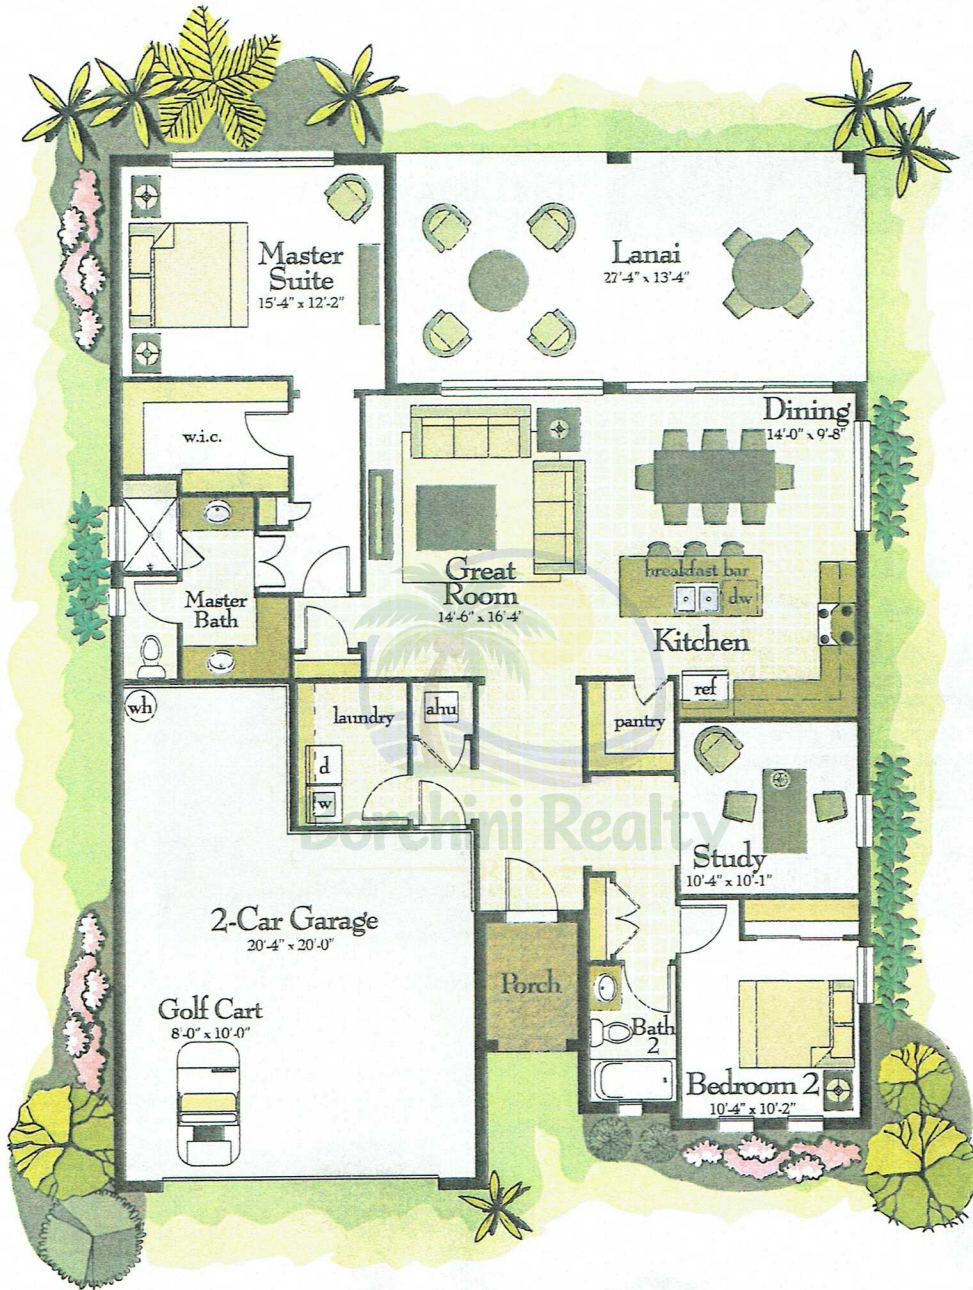 Master
Suite
15'-4" x 12'-2"
Lanai
27'-4" x 13'-4"
Dining
14'-0" x 9'-8"
w.i.c.
Great
Room
14'-6" x 16'-4"
breakfast bar
dw
Kitchen
Master
Bath
ref
wh
laundry
ahu
pantry
d
w
Borchini Realty
Study
10'-4" x 10'-1"
2-Car Garage
20'-4" x 20'-0"
Porch
Golf Cart
8'-0" x 10'-0"
Bath
2
Bedroom 2
10'-4" x 10'-2"